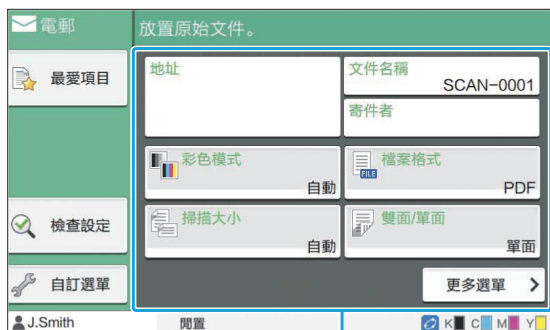 電郵
放置原始文件。
最愛項目
檢查設定
自訂選單
地址
文件名稱
SCAN-0001
寄件者
彩色模式
自動
FILE
檔案格式
PDF
掃描大小
自動
雙面/單面
單面
更多選單
J.Smith
閒置
K C M Y